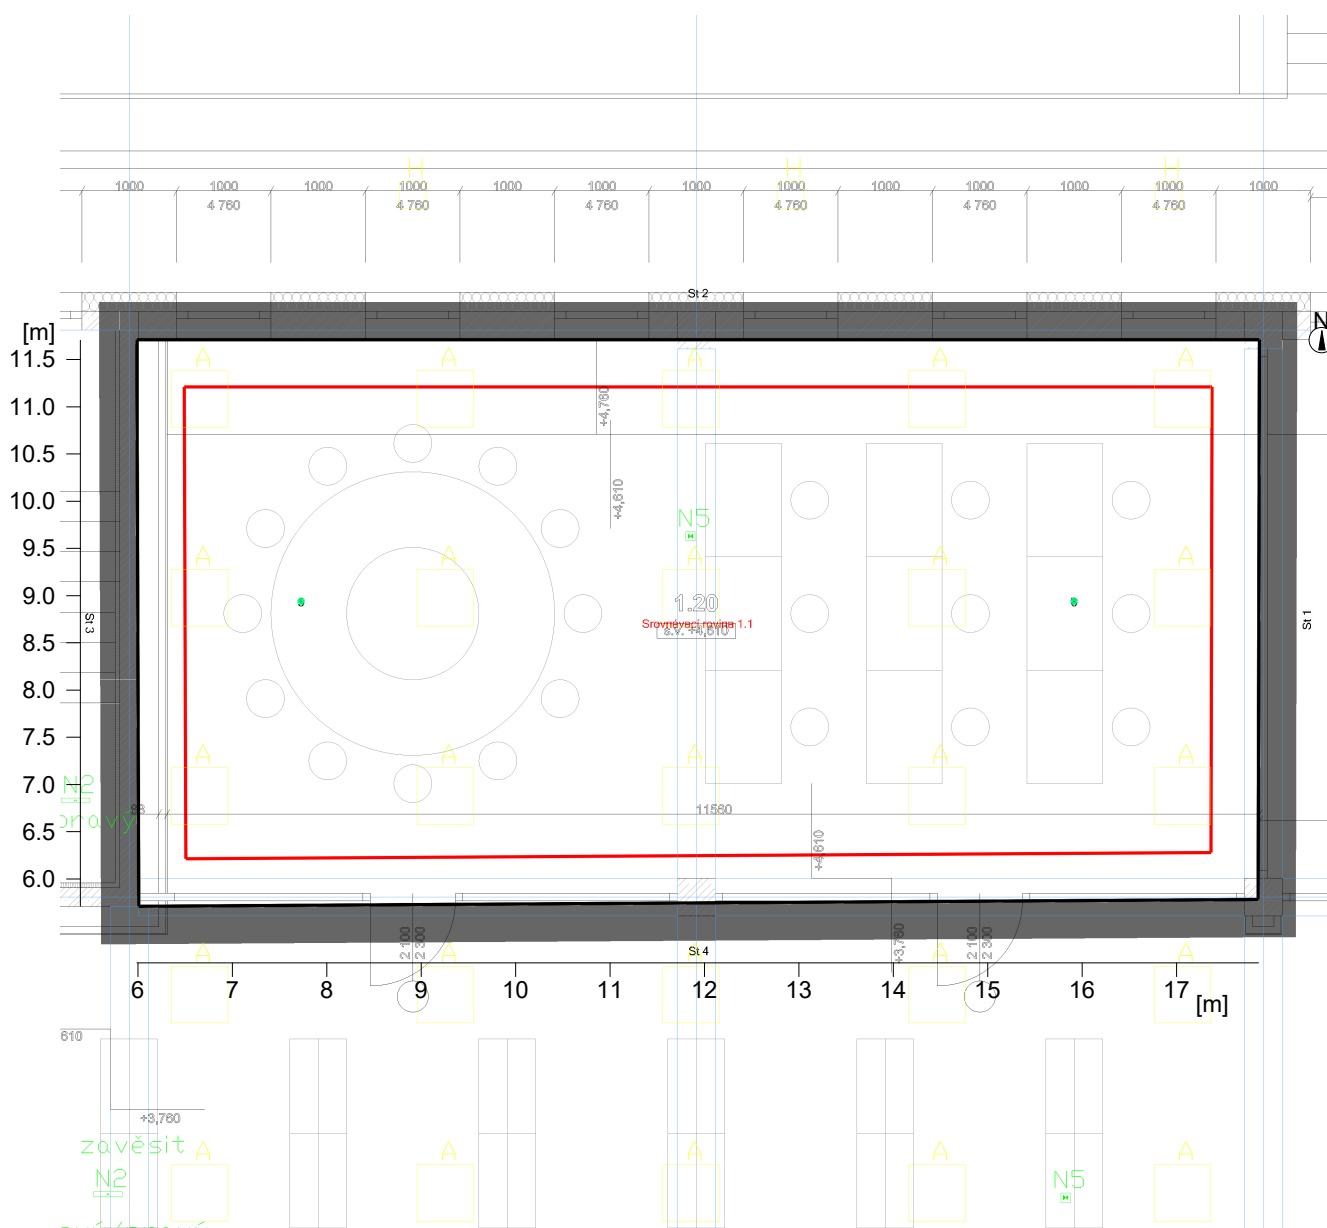 1000 1000 1000 1000 1000 1000 1000 1000 1000 1000 1000 1000 1000
4 760 4 760 4 760 4 760 4 760 4 760
St 2
[m]
N
11.5
11.0
10.5
10.0
9.5
9.0
8.5
8.0
7.5
7.0
6.5
6.0
A A A A A
+4,760
+4,610
N5
A A A A A
1.20
Srovnávací rovina 1.1
s.v. +4,610
St 3
St 1
A A A A A
N2
pravý
88
11560
+4,610
2 100
2 300
+3,760
2 100
2 300
St 4
A A A A A
6 7 8 9 10 11 12 13 14 15 16 17
[m]
610
+3,760
zavěsit
A A A A A
N2
N5